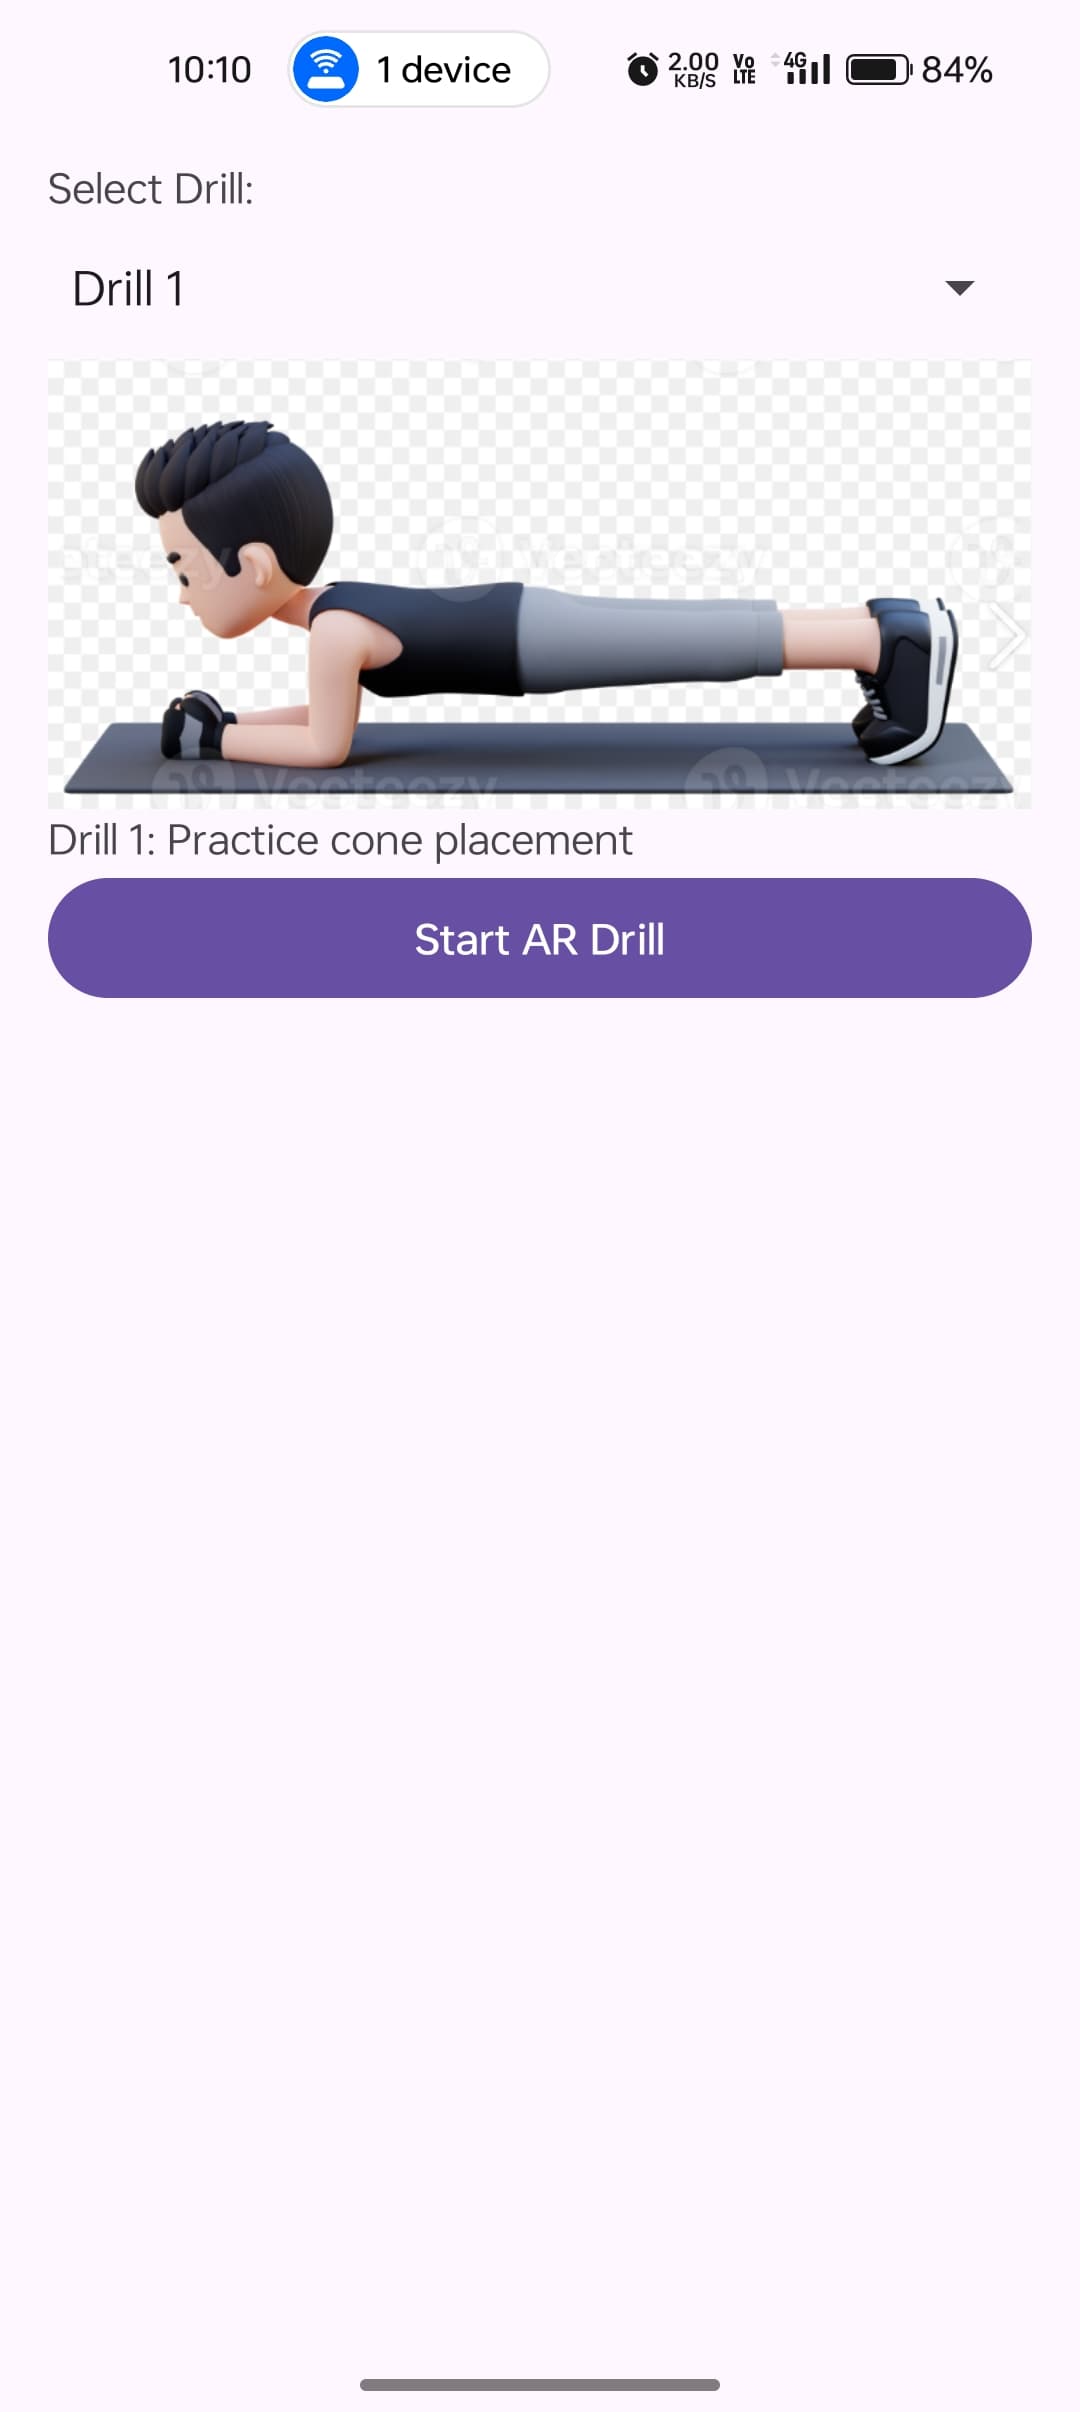 10:10
1 device
2.00
KB/S
Vo
LTE
4G
84%
Select Drill:
Drill 1
Vecteezy
Vecteezy
Vecteezy
Drill 1: Practice cone placement
Start AR Drill